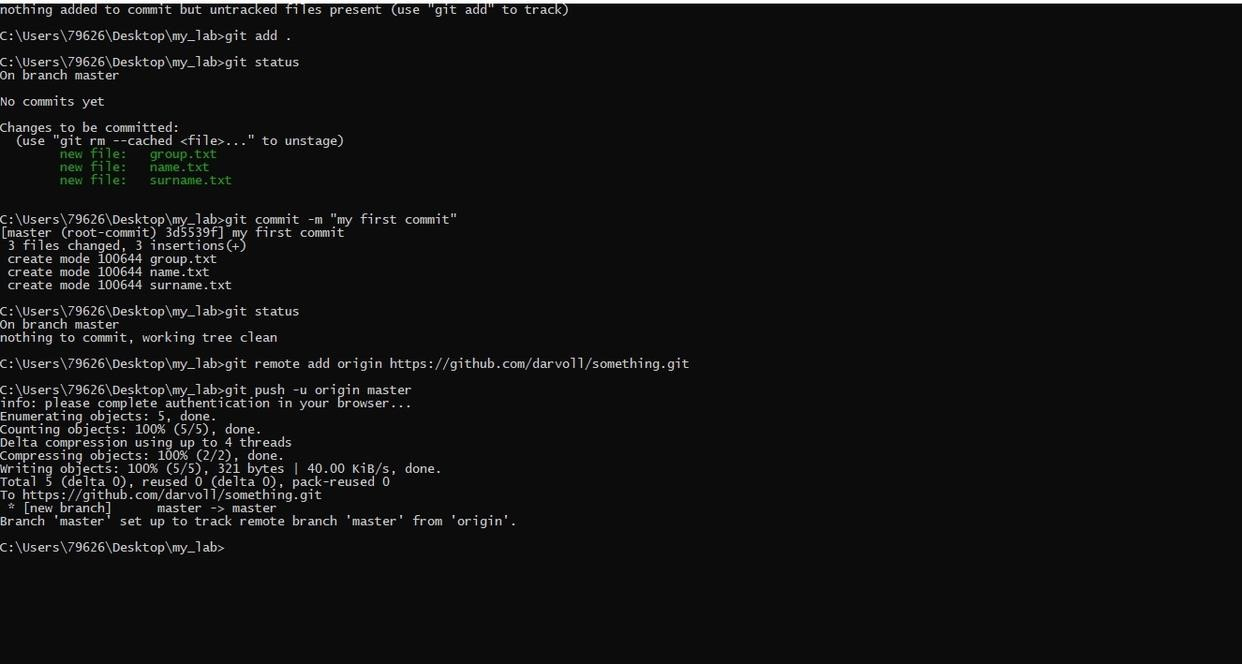 nothing added to commit but untracked files present (use "git add" to track)
C:\Users\79626\Desktop\my_lab>git add .
C:\Users\79626\Desktop\my_lab>git status
On branch master
No commits yet
Changes to be committed:
(use "git rm --cached <file>..." to unstage)
new file: group.txt
new file: name.txt
new file: surname.txt
C:\Users\79626\Desktop\my_lab>git commit -m "my first commit"
[master (root-commit) 3d5539f] my first commit
3 files changed, 3 insertions(+)
create mode 100644 group.txt
create mode 100644 name.txt
create mode 100644 surname.txt
C:\Users\79626\Desktop\my_lab>git status
On branch master
nothing to commit, working tree clean
C:\Users\79626\Desktop\my_lab>git remote add origin https://github.com/darvoll/something.git
C:\Users\79626\Desktop\my_lab>git push -u origin master
info: please complete authentication in your browser...
Enumerating objects: 5, done.
Counting objects: 100% (5/5), done.
Delta compression using up to 4 threads
Compressing objects: 100% (2/2), done.
Writing objects: 100% (5/5), 321 bytes | 40.00 KiB/s, done.
Total 5 (delta 0), reused 0 (delta 0), pack-reused 0
To https://github.com/darvoll/something.git
* [new branch] master -> master
Branch 'master' set up to track remote branch 'master' from 'origin'.
C:\Users\79626\Desktop\my_lab>